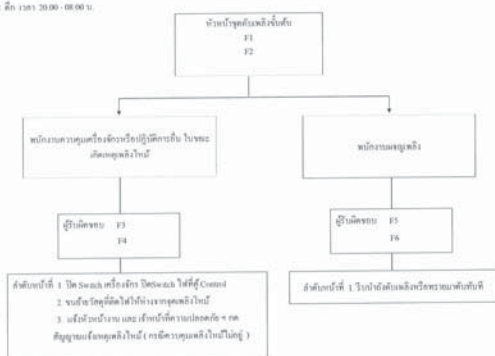 ดึก เวลา 20.00 - 08.00 น.
หัวหน้าชุดดับเพลิงขั้นต้น
F1
F2
พนักงานควบคุมเครื่องจักรหรือปฏิบัติการอื่น ในขณะ
เกิดเหตุเพลิงไหม้
พนักงานผจญเพลิง
ผู้รับผิดชอบ F3
F4
ผู้รับผิดชอบ F5
F6
ลำดับหน้าที่ 1. ปิด Swatch เครื่องจักร ปิดSwatch ไฟที่ตู้ Control
2. ขนย้ายวัสดุที่ติดไฟให้ห่างจากจุดเพลิงไหม้
3. แจ้งหัวหน้างาน และ เจ้าหน้าที่ความปลอดภัย ฯ กด
สัญญาณแจ้งเหตุเพลิงไหม้ ( กรณีควบคุมเพลิงไหม้ไม่อยู่ )
ลำดับหน้าที่ 1. รีบนำถังดับเพลิงหรือทรายมาดับทันที